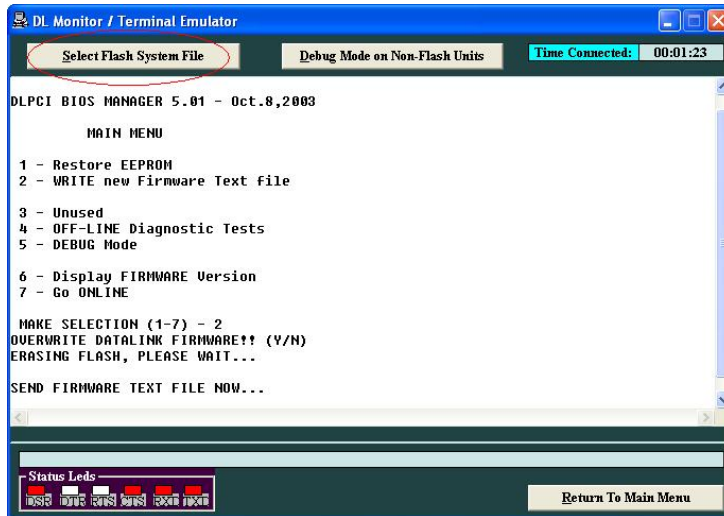 DL Monitor / Terminal Emulator
Select Flash System File
Debug Mode on Non-Flash Units
Time Connected: 00:01:23
DLPCI BIOS MANAGER 5.01 - Oct.8,2003
MAIN MENU
1 - Restore EEPROM
2 - WRITE new Firmware Text file
3 - Unused
4 - OFF-LINE Diagnostic Tests
5 - DEBUG Mode
6 - Display FIRMWARE Version
7 - Go ONLINE
MAKE SELECTION (1-7) - 2
OVERWRITE DATALINK FIRMWARE!! (Y/N)
ERASING FLASH, PLEASE WAIT...
SEND FIRMWARE TEXT FILE NOW...
Status Leds
DSR DTR RTS CTS RXD TXD
Return To Main Menu